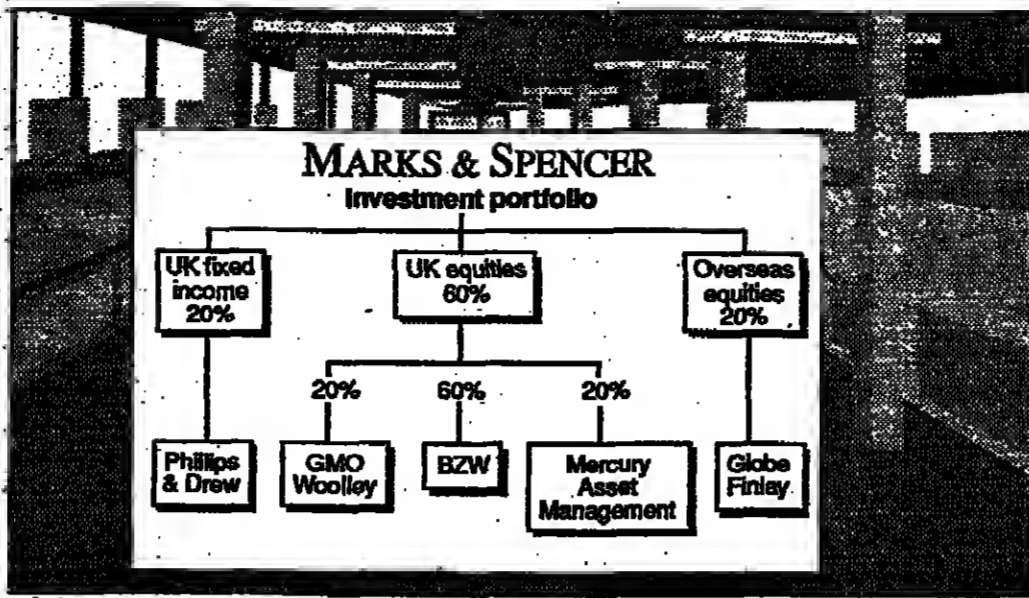 MARKS & SPENCER
Investment portfolio
UK fixed
income
20%
UK equities
60%
Overseas
equities
20%
20%
60%
20%
Phillips
& Drew
GMO
Woolley
BZW
Mercury
Asset
Management
Globe
Finlay